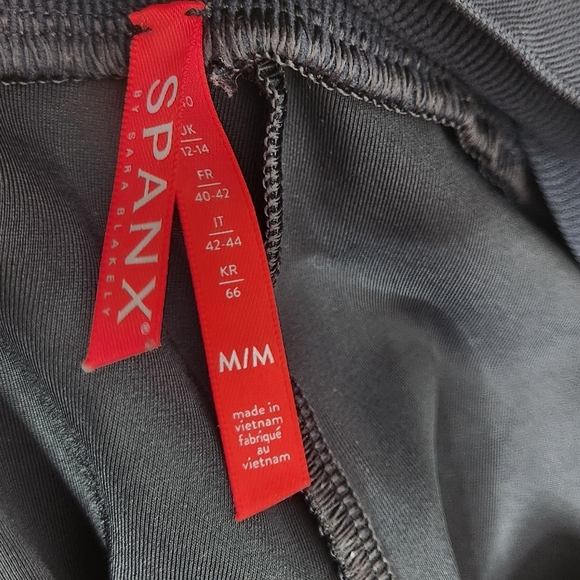 SPANX®
BY SARA BLAKELY
UK
12-14
FR
40-42
IT
42-44
KR
66
M/M
made in
vietnam
fabriqué
au
vietnam